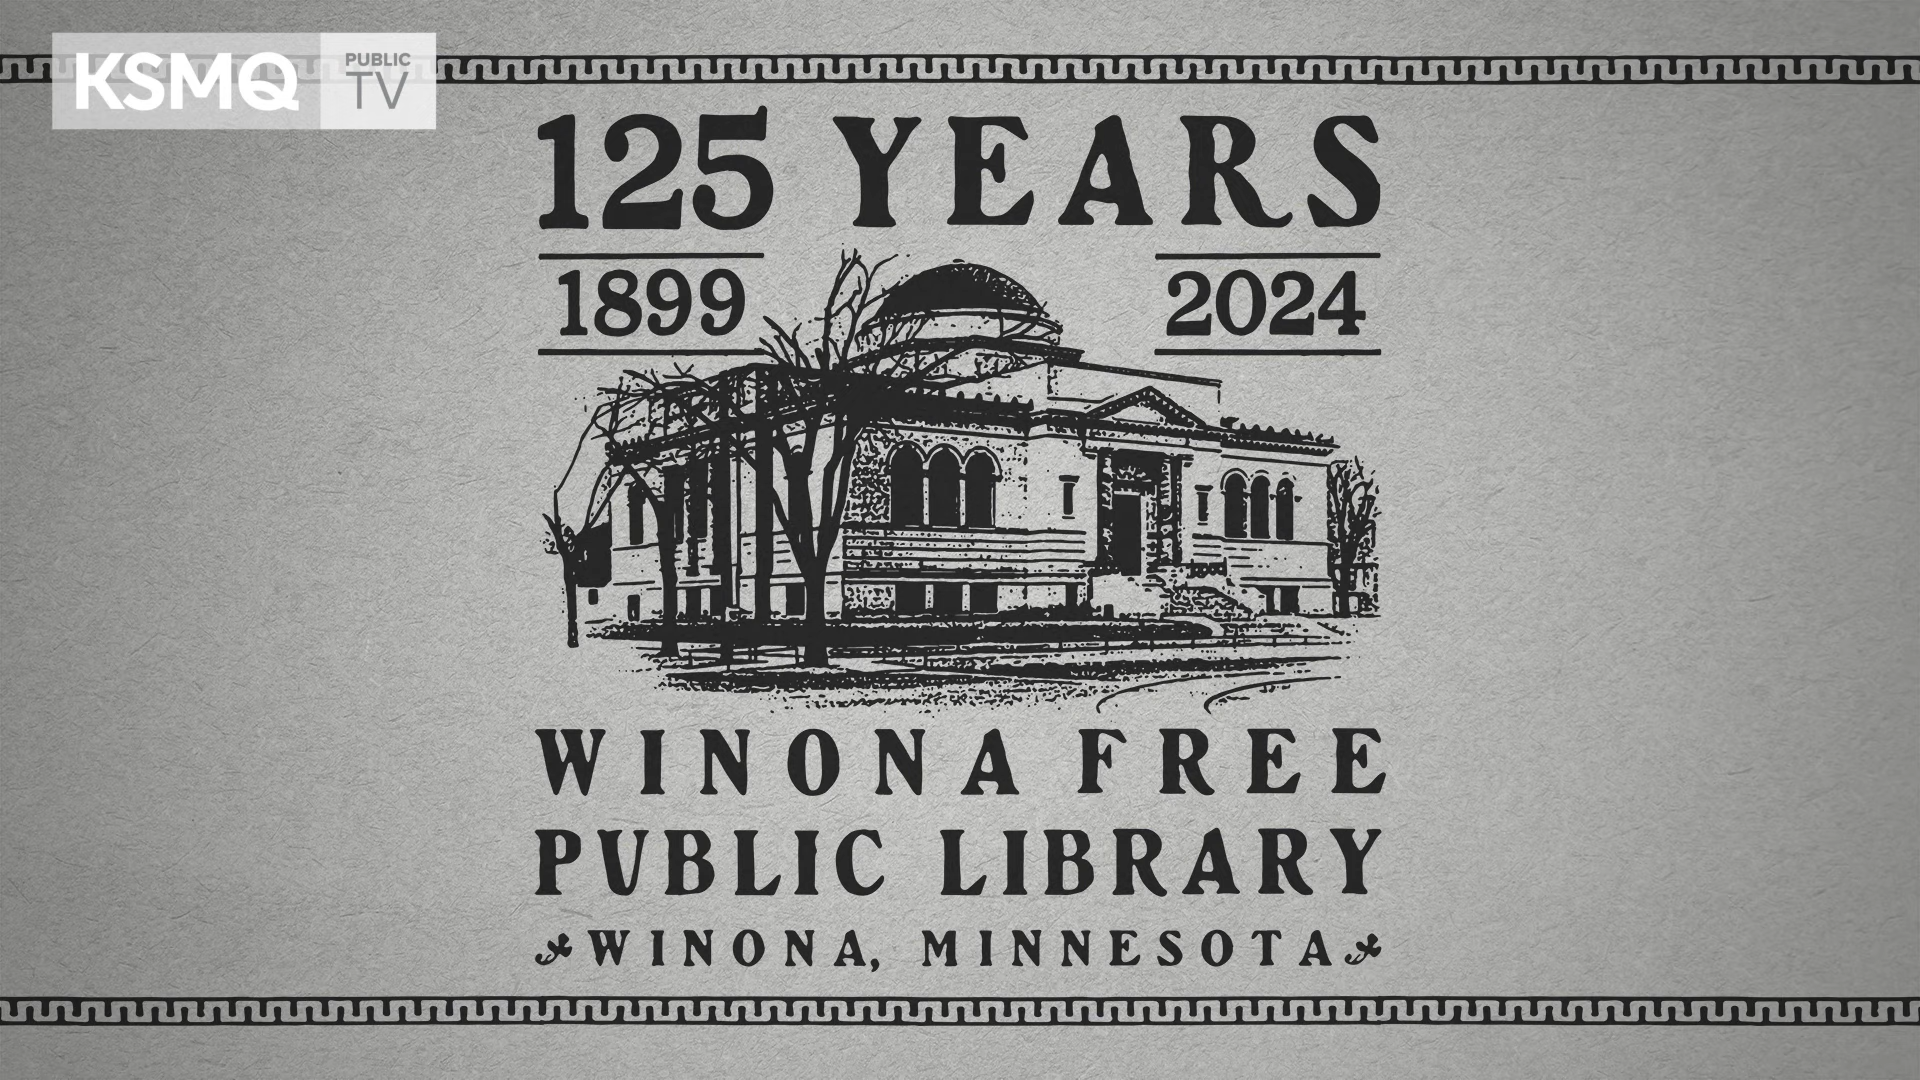 KSMQ
PUBLIC
TV
125 YEARS
1899
2024
WINONA FREE
PUBLIC LIBRARY
WINONA, MINNESOTA